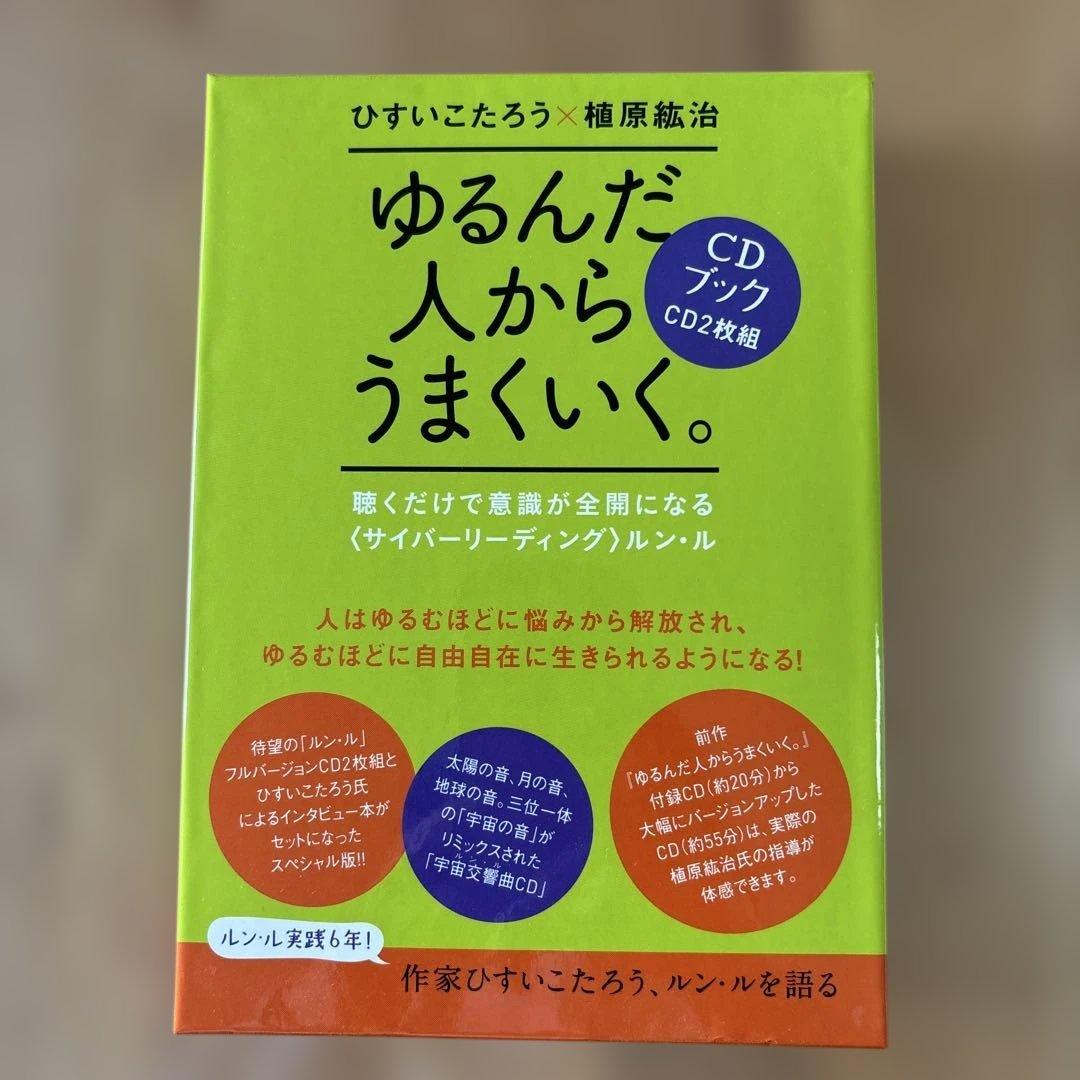 ひすいこたろう×植原紘治
ゆるんだ
人から
うまくいく。
CD
ブック
CD2枚組
聴くだけで意識が全開になる
〈サイバーリーディング〉ルン・ル
人はゆるむほどに悩みから解放され、
ゆるむほどに自由自在に生きられるようになる!
待望の「ルン・ル」
フルバージョンCD2枚組と
ひすいこたろう氏
によるインタビュー本が
セットになった
スペシャル版!!
太陽の音、月の音、
地球の音。三位一体
の「宇宙の音」が
リミックスされた
ルン・ル
「宇宙交響曲CD」
前作
『ゆるんだ人からうまくいく。』
付録CD(約20分)から
大幅にバージョンアップした
CD(約55分)は、実際の
植原紘治氏の指導が
体感できます。
ルン・ル実践6年!
作家ひすいこたろう、ルン・ルを語る